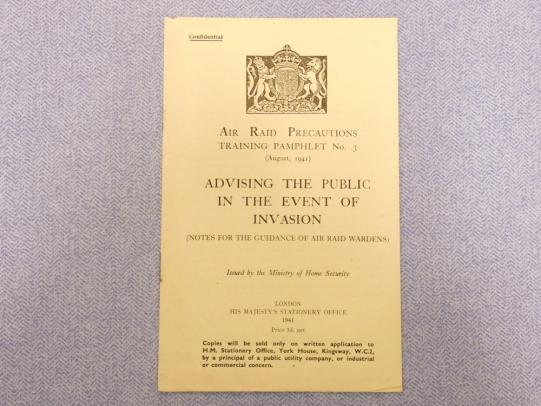 Confidential
AIR RAID PRECAUTIONS
TRAINING PAMPHLET No. 3
(August, 1941)
ADVISING THE PUBLIC
IN THE EVENT OF
INVASION
(NOTES FOR THE GUIDANCE OF AIR RAID WARDENS)
Issued by the Ministry of Home Security
LONDON
HIS MAJESTY'S STATIONERY OFFICE
1941
Price 3d. net
Copies will be sold only on written application to
H.M. Stationery Office, York House, Kingsway, W.C.2,
by a principal of a public utility company, or industrial
or commercial concern.